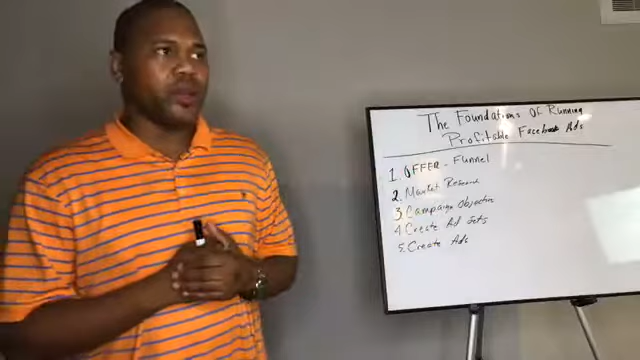 The Foundations Of Running
Profitable Facebook Ads
1. OFFER - Funnel
2. Market Research
3. Campaign Objective
4. Create Ad Sets
5. Create Ads